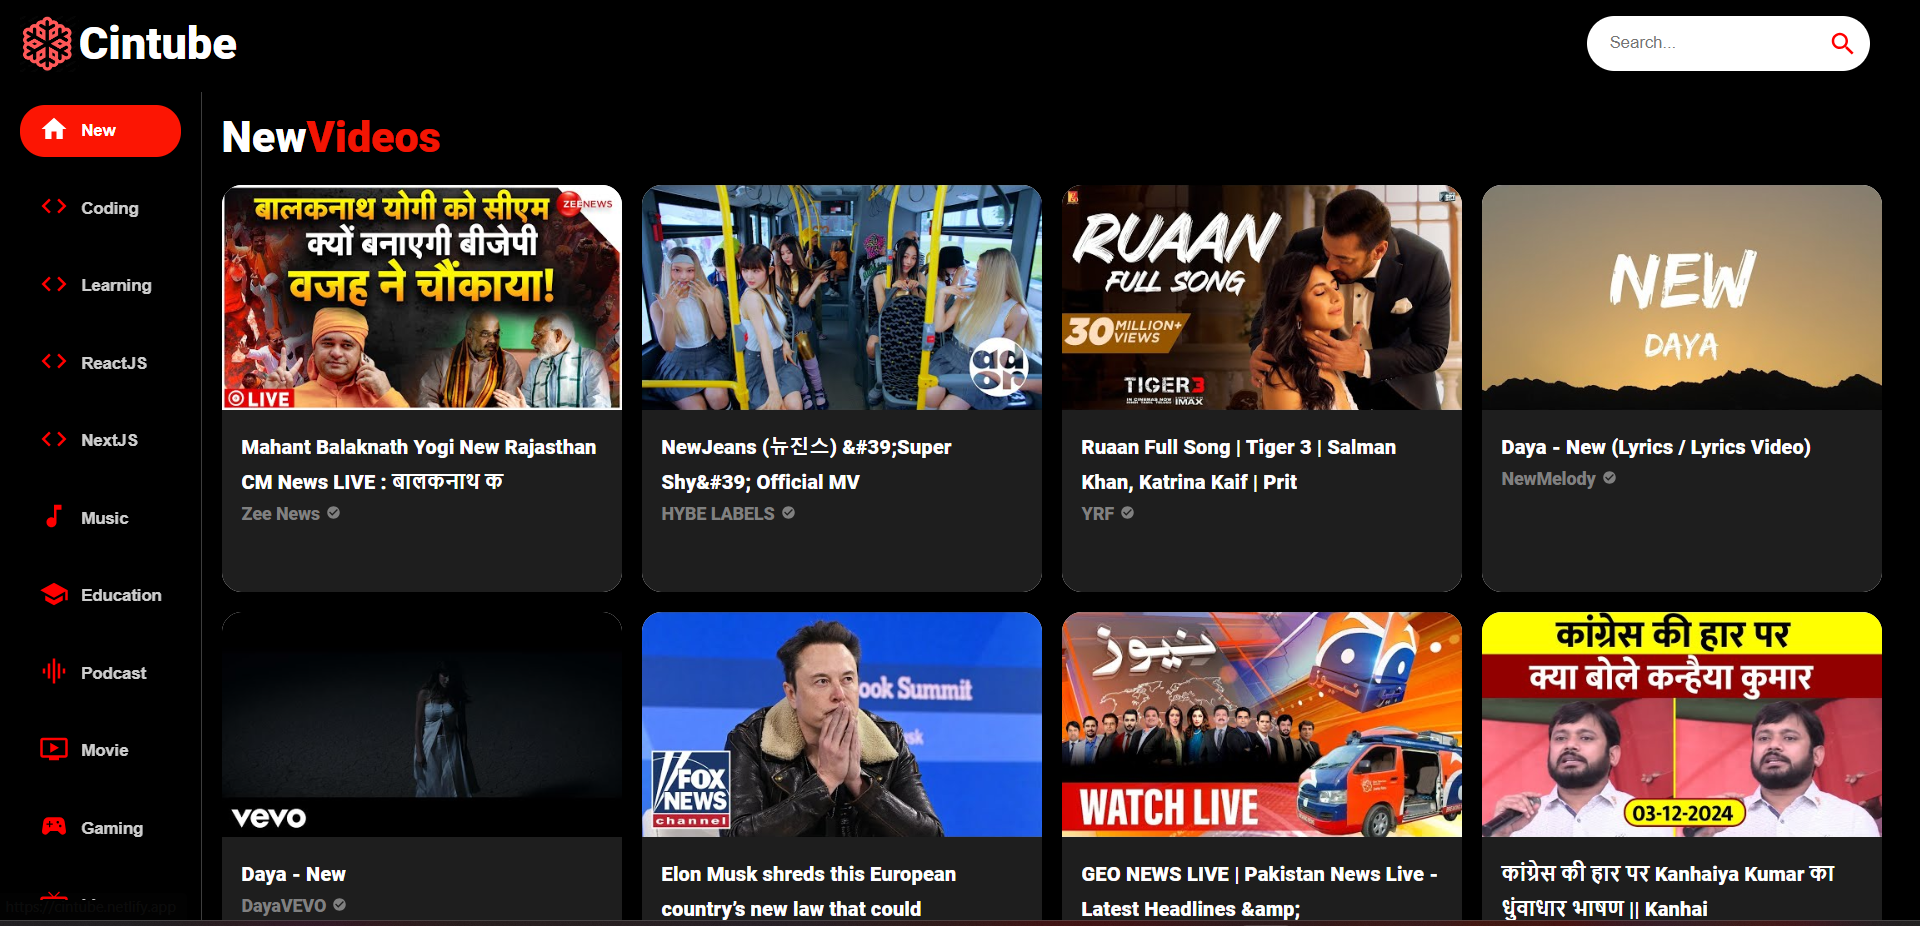 Cintube
Search...
New
Coding
Learning
ReactJS
NextJS
Music
Education
Podcast
Movie
Gaming
https://cintube.netlify.app
NewVideos
बालकनाथ योगी को सीएम
ZEE NEWS
क्यों बनाएगी बीजेपी
वजह ने चौंकाया!
LIVE
Mahant Balaknath Yogi New Rajasthan
CM News LIVE : बालकनाथ क
Zee News
ador
NewJeans (뉴진스) &#39;Super
Shy&#39; Official MV
HYBE LABELS
RUAAN
FULL SONG
30 MILLION+
VIEWS
TIGER 3
IN CINEMAS NOW
IMAX
Ruaan Full Song | Tiger 3 | Salman
Khan, Katrina Kaif | Prit
YRF
NEW
DAYA
Daya - New (Lyrics / Lyrics Video)
NewMelody
vevo
Daya - New
DayaVEVO
ook Summit
FOX
NEWS
channel
Elon Musk shreds this European
country’s new law that could
نیوز
WATCH LIVE
GEO NEWS LIVE | Pakistan News Live -
Latest Headlines &amp;
कांग्रेस की हार पर
क्या बोले कन्हैया कुमार
03-12-2024
कांग्रेस की हार पर Kanhaiya Kumar का
धुंवाधार भाषण || Kanhai